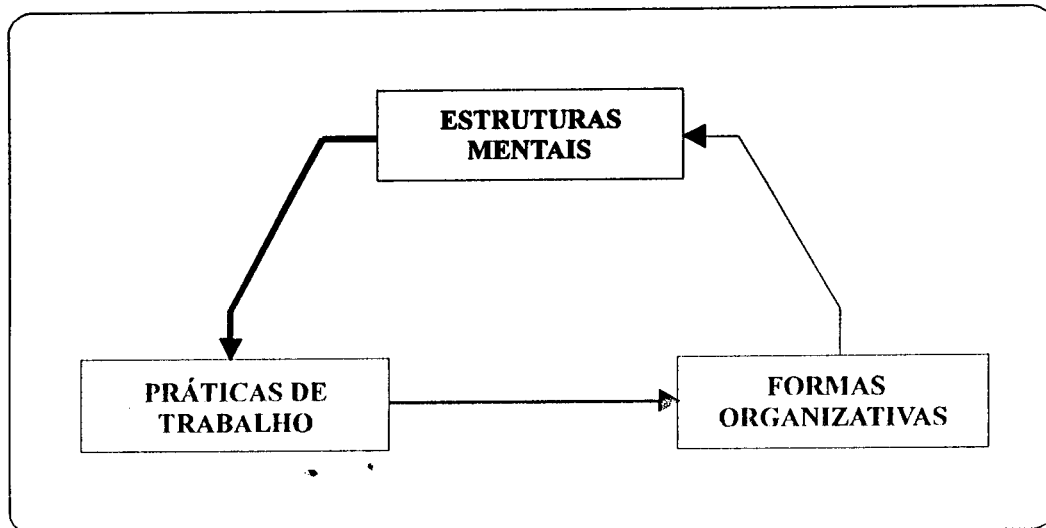 ESTRUTURAS
MENTAIS
PRÁTICAS DE
TRABALHO
FORMAS
ORGANIZATIVAS